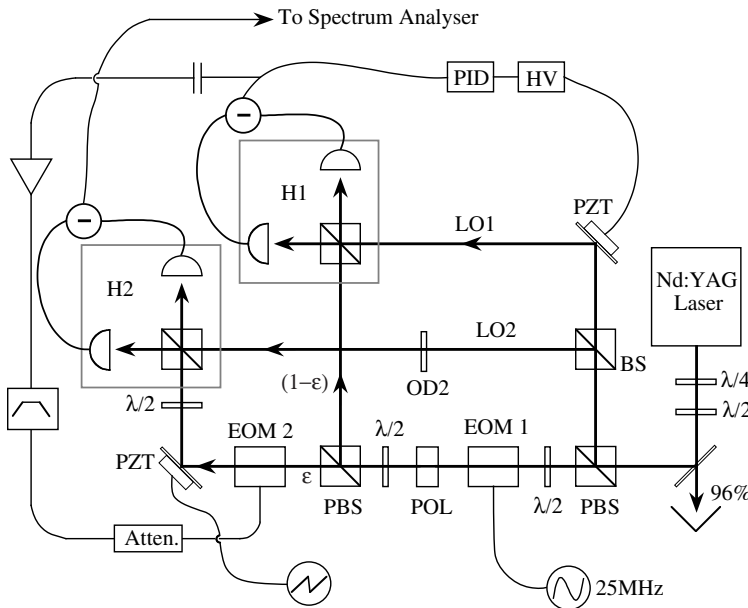 To Spectrum Analyser
PID
HV
−
H1
PZT
LO1
−
Nd:YAG
Laser
H2
LO2
BS
OD2
λ/4
(1−ε)
λ/2
λ/2
EOM 2
λ/2
EOM 1
PZT
ε
λ/2
96%
PBS
POL
PBS
Atten.
25MHz